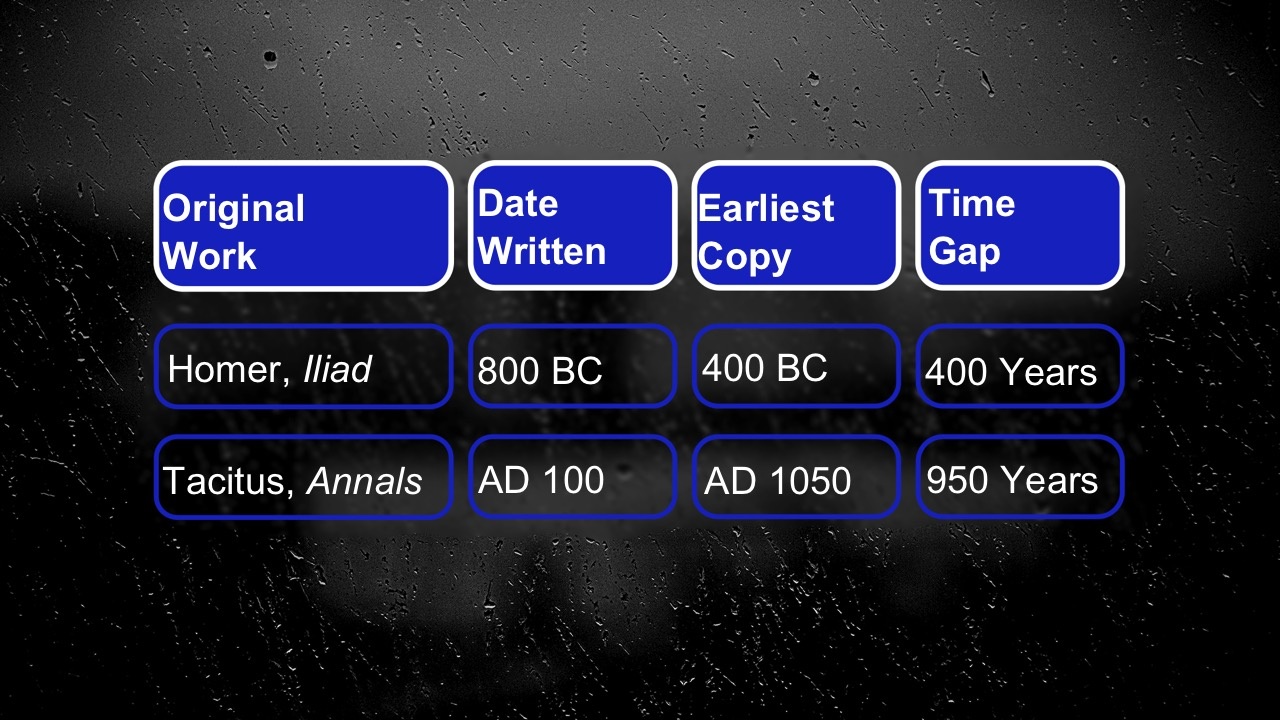 Original
Work
Date
Written
Earliest
Copy
Time
Gap
Homer, Iliad
800 BC
400 BC
400 Years
Tacitus, Annals
AD 100
AD 1050
950 Years